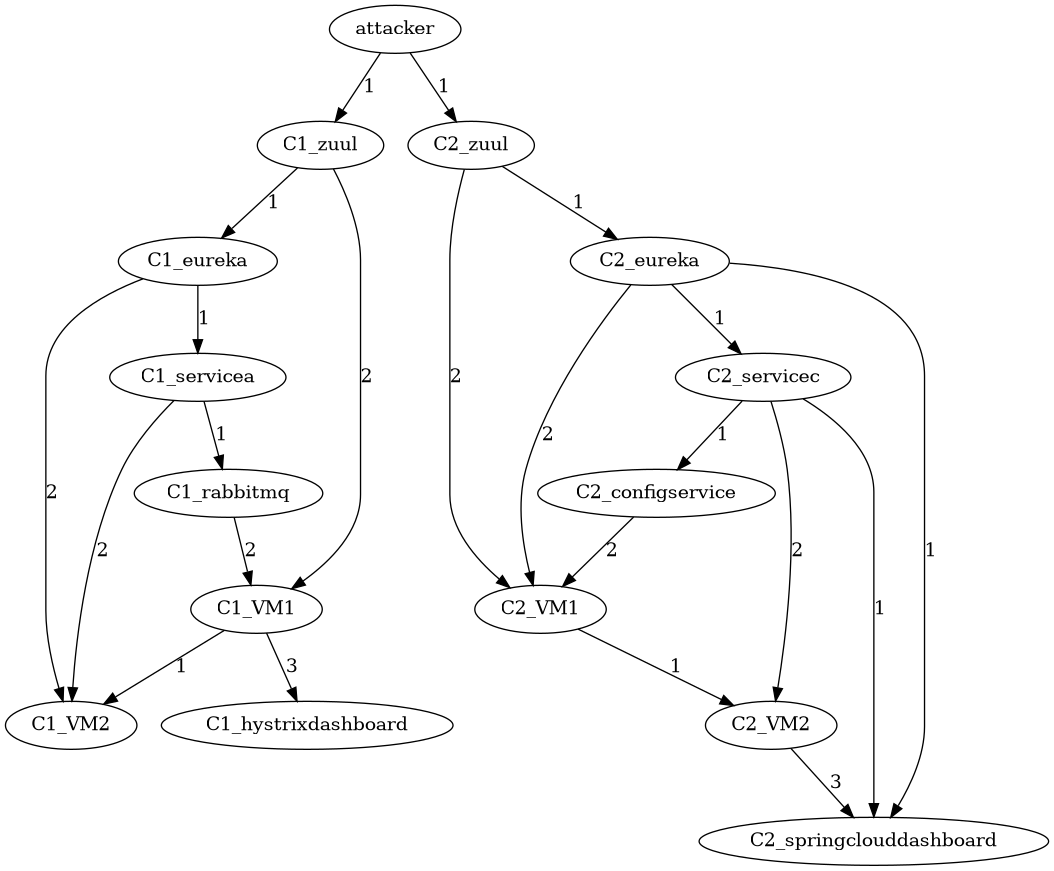 attacker
1
1
C1_zuul
C2_zuul
1
1
C1_eureka
C2_eureka
1
1
C1_servicea
2
2
C2_servicec
2
1
1
C1_rabbitmq
C2_configservice
2
2
2
2
2
1
1
C1_VM1
C2_VM1
1
3
1
C1_VM2
C1_hystrixdashboard
C2_VM2
3
C2_springclouddashboard